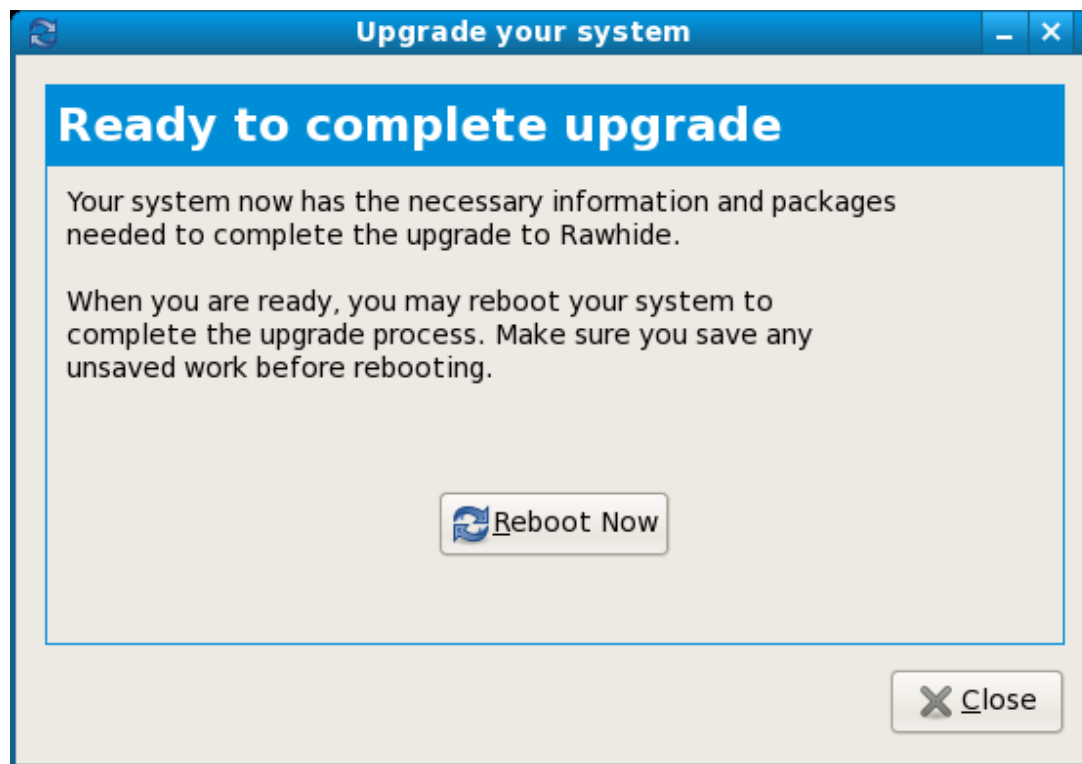 Upgrade your system
Ready to complete upgrade
Your system now has the necessary information and packages
needed to complete the upgrade to Rawhide.
When you are ready, you may reboot your system to
complete the upgrade process. Make sure you save any
unsaved work before rebooting.
Reboot Now
Close